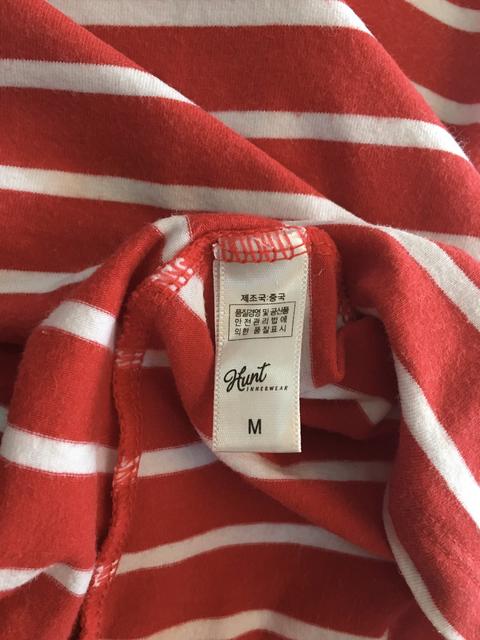 제조국:중국
품질경영 및 공산품
안전관리법에
의한 품질표시
Hunt
INNERWEAR
M